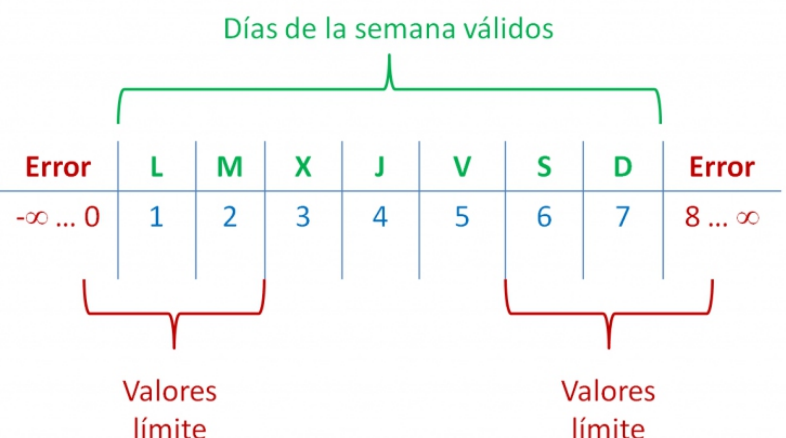 Días de la semana válidos
Error L M X J V S D Error
-∞ ... 0 1 2 3 4 5 6 7 8 ... ∞
Valores Valores
límite límite